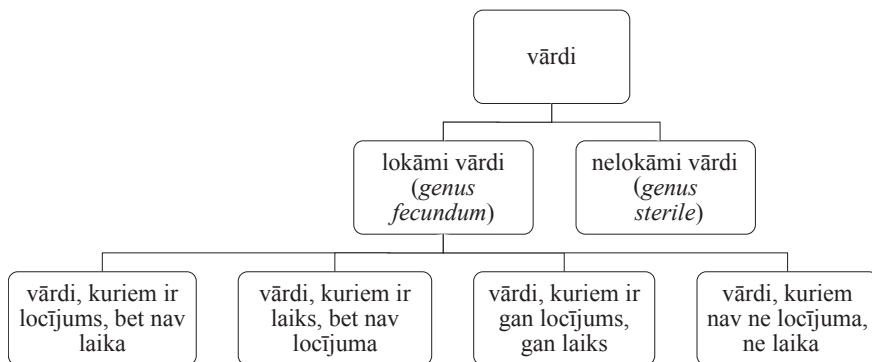 vārdi
lokāmi vārdi
(genus
fecundum)
nelokāmi vārdi
(genus
sterile)
vārdi, kuriem ir
locījums, bet nav
laika
vārdi, kuriem ir
laiks, bet nav
locījuma
vārdi, kuriem ir
gan locījums,
gan laiks
vārdi, kuriem
nav ne locījuma,
ne laika